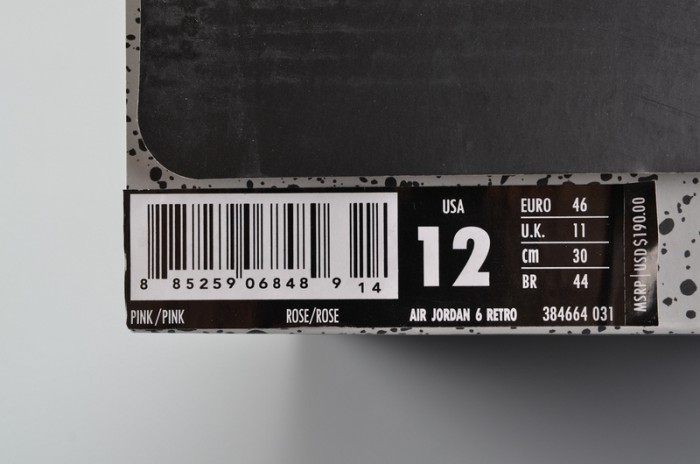 8 85259 06848 9 14
PINK/PINK ROSE/ROSE
USA
12
EURO 46
U.K. 11
CM 30
BR 44
AIR JORDAN 6 RETRO 384664 031
MSRP|USD$190.00